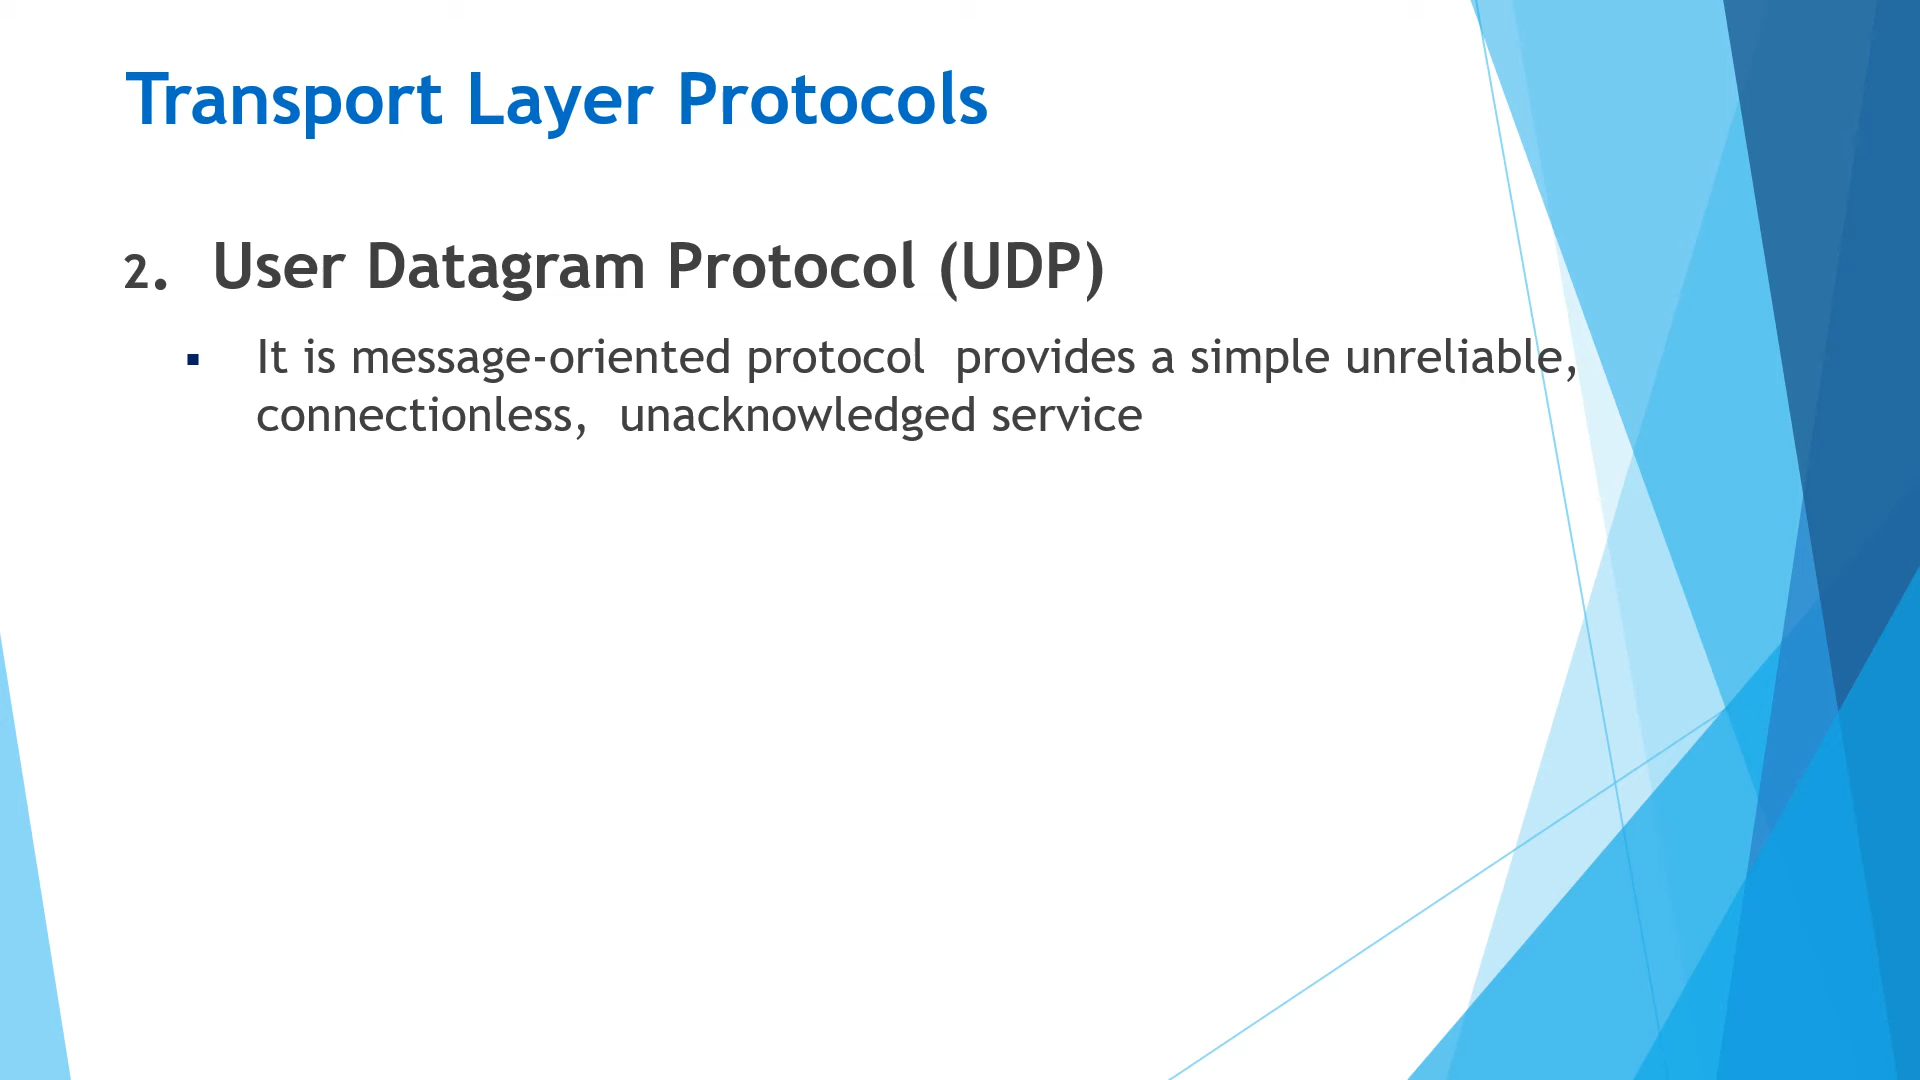 Transport Layer Protocols
2. User Datagram Protocol (UDP)
▪ It is message-oriented protocol  provides a simple unreliable,
connectionless,  unacknowledged service